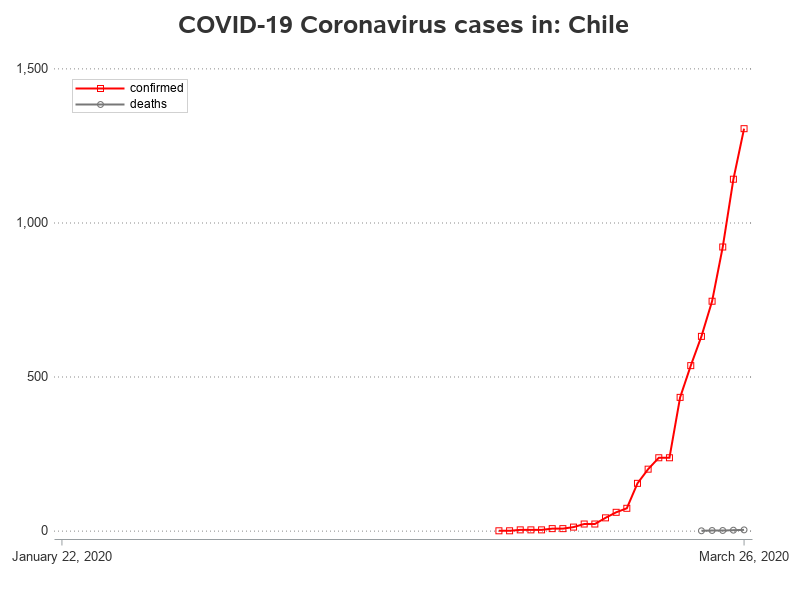 COVID-19 Coronavirus cases in: Chile
1,500
confirmed
deaths
1,000
500
0
January 22, 2020
March 26, 2020